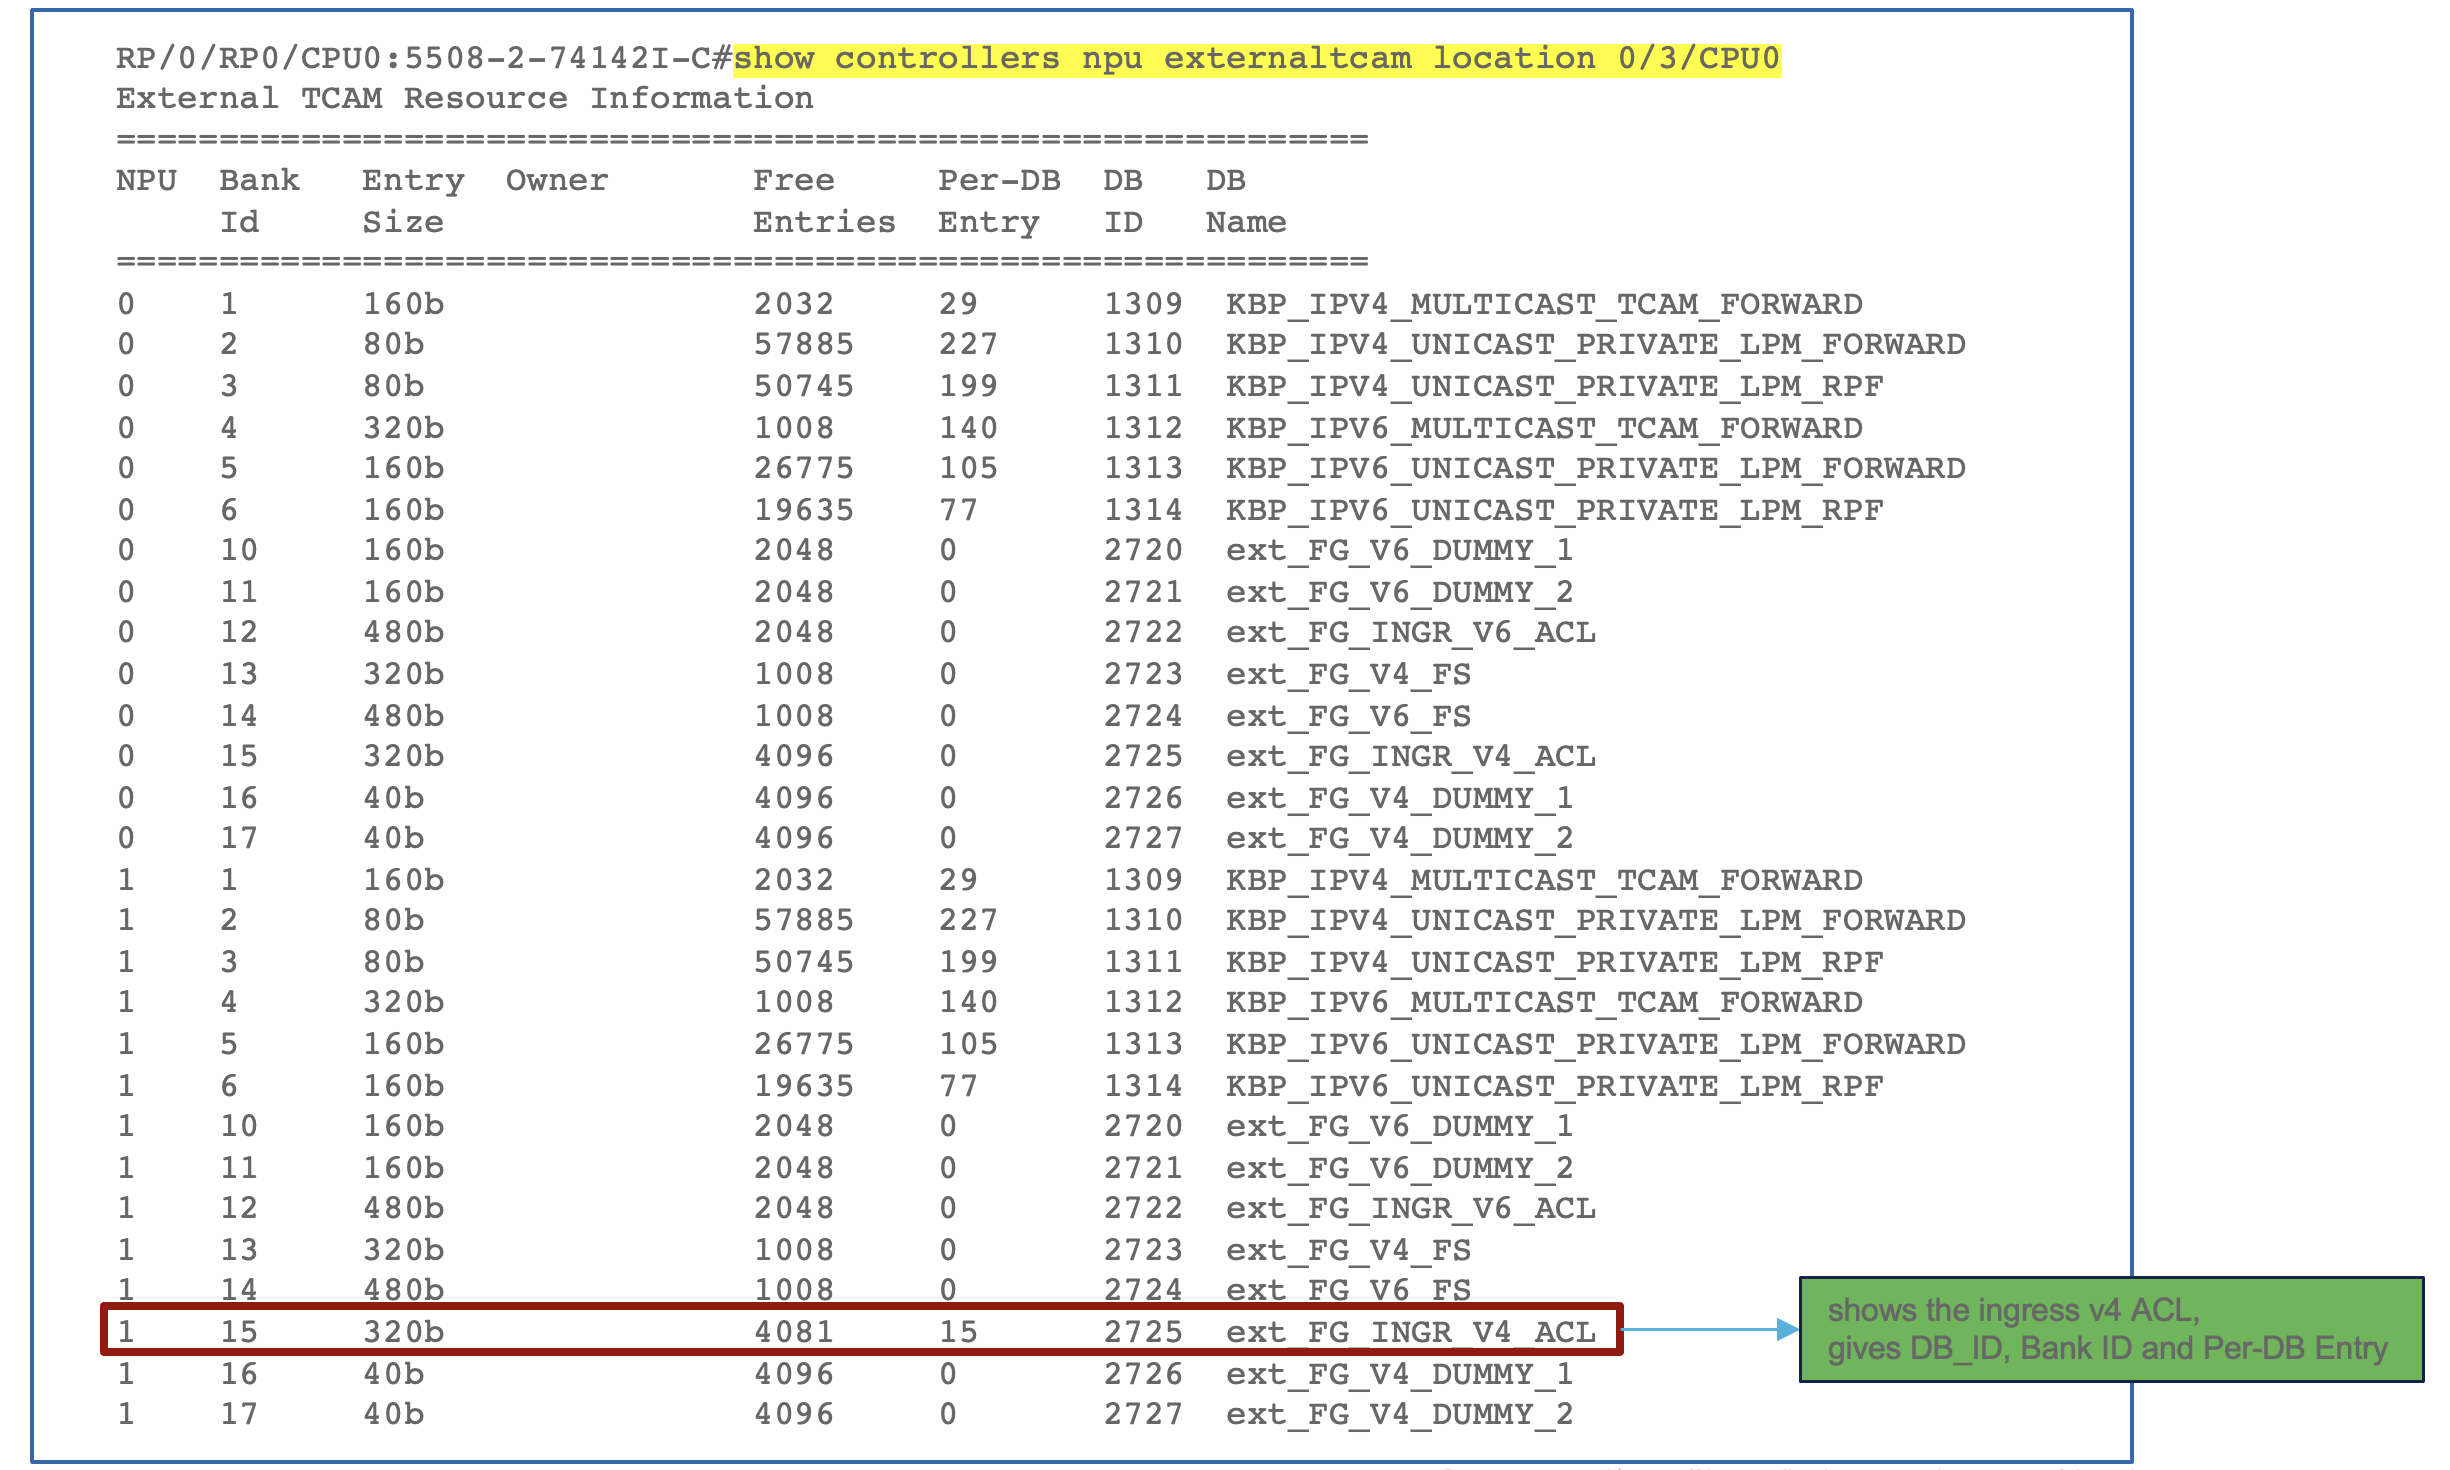 RP/0/RP0/CPU0:5508-2-74142I-C#show controllers npu externaltcam location 0/3/CPU0
External TCAM Resource Information
=============================================================
NPU Bank Entry Owner Free Per-DB DB DB
Id Size Entries Entry ID Name
=============================================================
0 1 160b 2032 29 1309 KBP_IPV4_MULTICAST_TCAM_FORWARD
0 2 80b 57885 227 1310 KBP_IPV4_UNICAST_PRIVATE_LPM_FORWARD
0 3 80b 50745 199 1311 KBP_IPV4_UNICAST_PRIVATE_LPM_RPF
0 4 320b 1008 140 1312 KBP_IPV6_MULTICAST_TCAM_FORWARD
0 5 160b 26775 105 1313 KBP_IPV6_UNICAST_PRIVATE_LPM_FORWARD
0 6 160b 19635 77 1314 KBP_IPV6_UNICAST_PRIVATE_LPM_RPF
0 10 160b 2048 0 2720 ext_FG_V6_DUMMY_1
0 11 160b 2048 0 2721 ext_FG_V6_DUMMY_2
0 12 480b 2048 0 2722 ext_FG_INGR_V6_ACL
0 13 320b 1008 0 2723 ext_FG_V4_FS
0 14 480b 1008 0 2724 ext_FG_V6_FS
0 15 320b 4096 0 2725 ext_FG_INGR_V4_ACL
0 16 40b 4096 0 2726 ext_FG_V4_DUMMY_1
0 17 40b 4096 0 2727 ext_FG_V4_DUMMY_2
1 1 160b 2032 29 1309 KBP_IPV4_MULTICAST_TCAM_FORWARD
1 2 80b 57885 227 1310 KBP_IPV4_UNICAST_PRIVATE_LPM_FORWARD
1 3 80b 50745 199 1311 KBP_IPV4_UNICAST_PRIVATE_LPM_RPF
1 4 320b 1008 140 1312 KBP_IPV6_MULTICAST_TCAM_FORWARD
1 5 160b 26775 105 1313 KBP_IPV6_UNICAST_PRIVATE_LPM_FORWARD
1 6 160b 19635 77 1314 KBP_IPV6_UNICAST_PRIVATE_LPM_RPF
1 10 160b 2048 0 2720 ext_FG_V6_DUMMY_1
1 11 160b 2048 0 2721 ext_FG_V6_DUMMY_2
1 12 480b 2048 0 2722 ext_FG_INGR_V6_ACL
1 13 320b 1008 0 2723 ext_FG_V4_FS
1 14 480b 1008 0 2724 ext_FG_V6_FS
1 15 320b 4081 15 2725 ext_FG_INGR_V4_ACL
1 16 40b 4096 0 2726 ext_FG_V4_DUMMY_1
1 17 40b 4096 0 2727 ext_FG_V4_DUMMY_2
shows the ingress v4 ACL,
gives DB_ID, Bank ID and Per-DB Entry